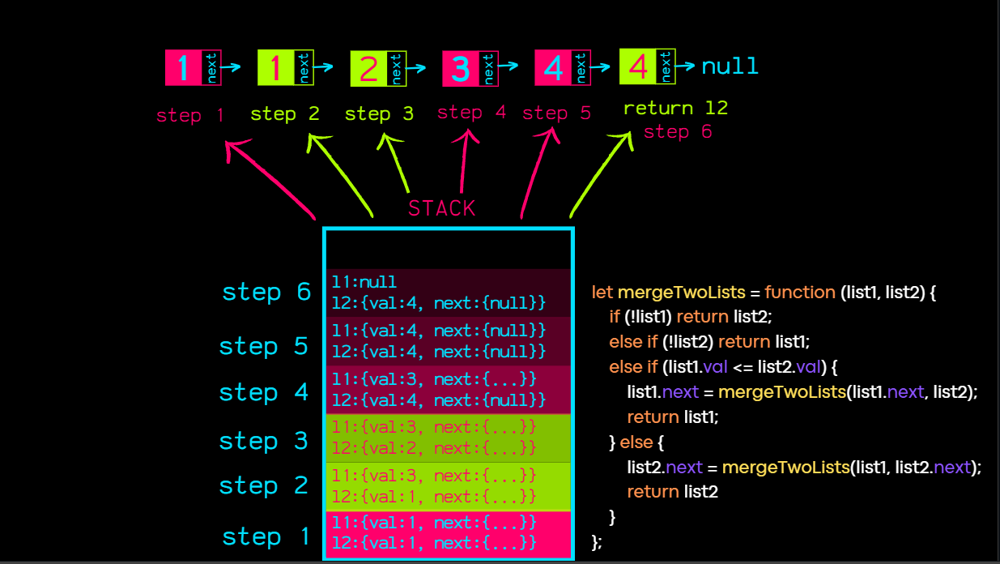 1 next 1 next 2 next 3 next 4 next 4 next null
step 1 step 2 step 3 step 4 step 5 return l2
step 6
STACK
step 6 l1:null
l2:{val:4, next:{null}}
step 5 l1:{val:4, next:{null}}
l2:{val:4, next:{null}}
step 4 l1:{val:3, next:{...}}
l2:{val:4, next:{null}}
step 3 l1:{val:3, next:{...}}
l2:{val:2, next:{...}}
step 2 l1:{val:3, next:{...}}
l2:{val:1, next:{...}}
step 1 l1:{val:1, next:{...}}
l2:{val:1, next:{...}}
let mergeTwoLists = function (list1, list2) {
if (!list1) return list2;
else if (!list2) return list1;
else if (list1.val <= list2.val) {
list1.next = mergeTwoLists(list1.next, list2);
return list1;
} else {
list2.next = mergeTwoLists(list1, list2.next);
return list2
}
};